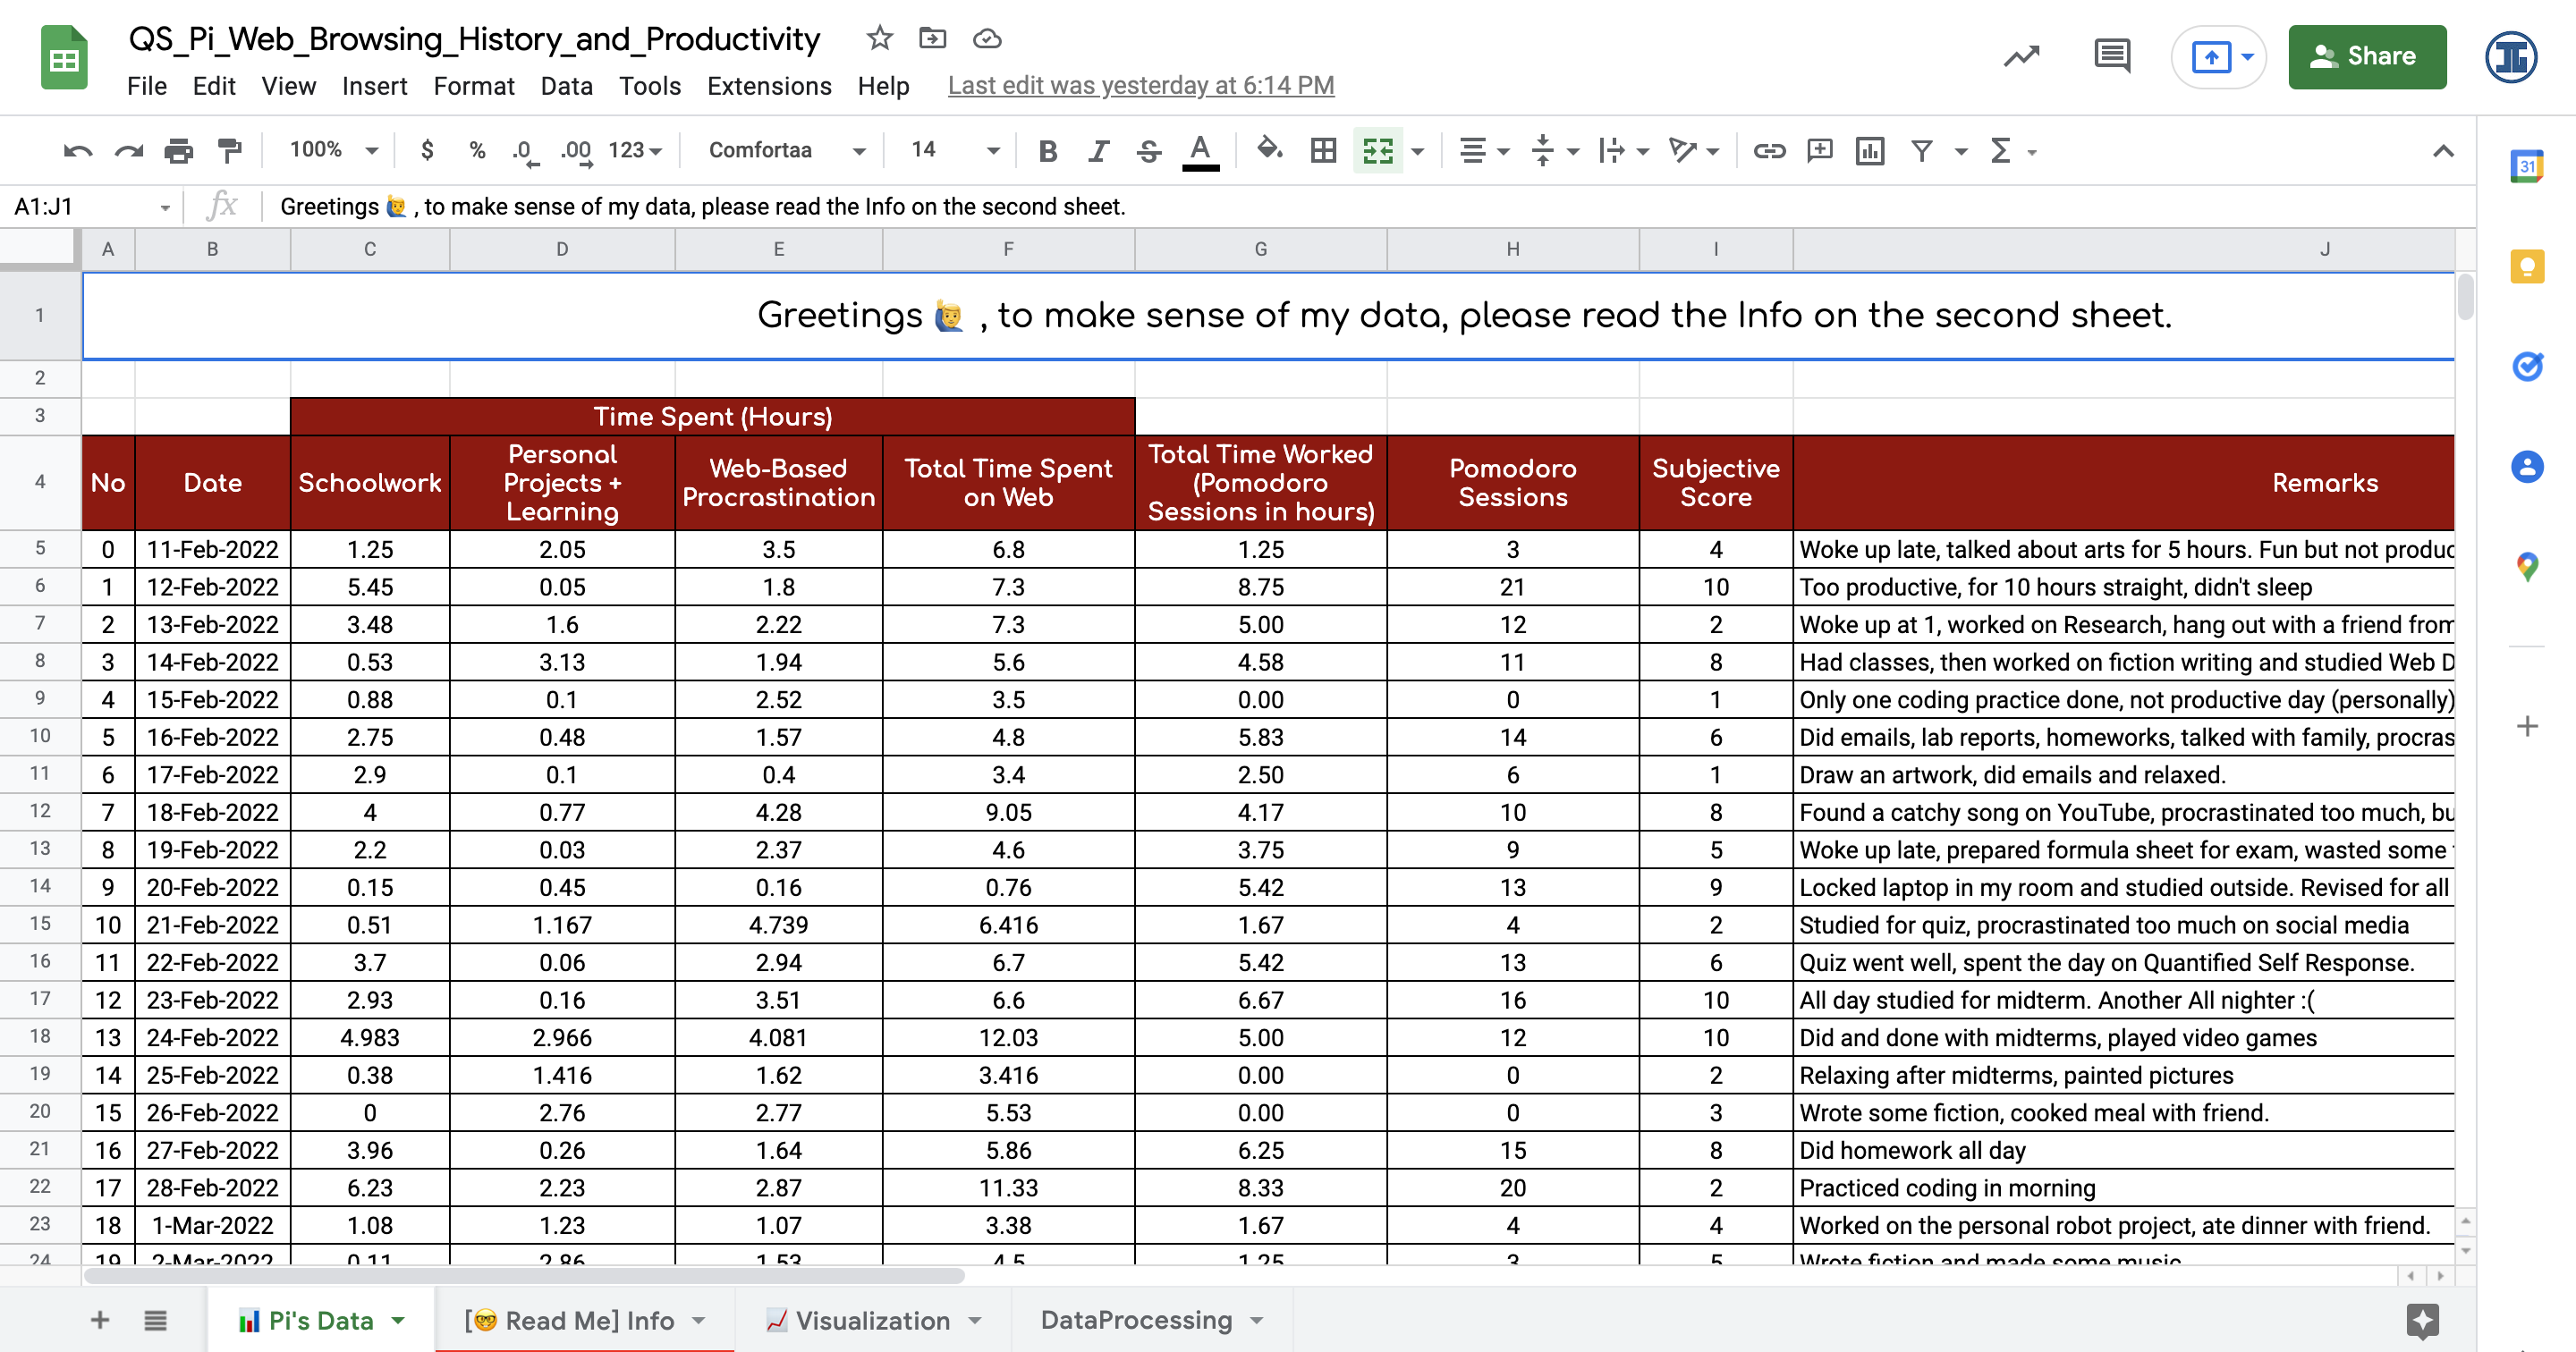 QS_Pi_Web_Browsing_History_and_Productivity
File Edit View Insert Format Data Tools Extensions Help Last edit was yesterday at 6:14 PM
Share
100% $ % .0 .00 123 Comfortaa 14 B I S A
31
A1:J1 fx Greetings 🙋‍♂️ , to make sense of my data, please read the Info on the second sheet.
A B C D E F G H I J
1 Greetings 🙋‍♂️ , to make sense of my data, please read the Info on the second sheet.
2
3 Time Spent (Hours)
4 No Date Schoolwork Personal Projects + Learning Web-Based Procrastination Total Time Spent on Web Total Time Worked (Pomodoro Sessions in hours) Pomodoro Sessions Subjective Score Remarks
5 0 11-Feb-2022 1.25 2.05 3.5 6.8 1.25 3 4 Woke up late, talked about arts for 5 hours. Fun but not produc
6 1 12-Feb-2022 5.45 0.05 1.8 7.3 8.75 21 10 Too productive, for 10 hours straight, didn't sleep
7 2 13-Feb-2022 3.48 1.6 2.22 7.3 5.00 12 2 Woke up at 1, worked on Research, hang out with a friend from
8 3 14-Feb-2022 0.53 3.13 1.94 5.6 4.58 11 8 Had classes, then worked on fiction writing and studied Web D
9 4 15-Feb-2022 0.88 0.1 2.52 3.5 0.00 0 1 Only one coding practice done, not productive day (personally)
10 5 16-Feb-2022 2.75 0.48 1.57 4.8 5.83 14 6 Did emails, lab reports, homeworks, talked with family, procras
11 6 17-Feb-2022 2.9 0.1 0.4 3.4 2.50 6 1 Draw an artwork, did emails and relaxed.
12 7 18-Feb-2022 4 0.77 4.28 9.05 4.17 10 8 Found a catchy song on YouTube, procrastinated too much, bu
13 8 19-Feb-2022 2.2 0.03 2.37 4.6 3.75 9 5 Woke up late, prepared formula sheet for exam, wasted some
14 9 20-Feb-2022 0.15 0.45 0.16 0.76 5.42 13 9 Locked laptop in my room and studied outside. Revised for all
15 10 21-Feb-2022 0.51 1.167 4.739 6.416 1.67 4 2 Studied for quiz, procrastinated too much on social media
16 11 22-Feb-2022 3.7 0.06 2.94 6.7 5.42 13 6 Quiz went well, spent the day on Quantified Self Response.
17 12 23-Feb-2022 2.93 0.16 3.51 6.6 6.67 16 10 All day studied for midterm. Another All nighter :(
18 13 24-Feb-2022 4.983 2.966 4.081 12.03 5.00 12 10 Did and done with midterms, played video games
19 14 25-Feb-2022 0.38 1.416 1.62 3.416 0.00 0 2 Relaxing after midterms, painted pictures
20 15 26-Feb-2022 0 2.76 2.77 5.53 0.00 0 3 Wrote some fiction, cooked meal with friend.
21 16 27-Feb-2022 3.96 0.26 1.64 5.86 6.25 15 8 Did homework all day
22 17 28-Feb-2022 6.23 2.23 2.87 11.33 8.33 20 2 Practiced coding in morning
23 18 1-Mar-2022 1.08 1.23 1.07 3.38 1.67 4 4 Worked on the personal robot project, ate dinner with friend.
24 19 2-Mar-2022 0.11 2.86 1.53 4.5 1.25 3 5 Wrote fiction and made some music
📊 Pi's Data [🤓 Read Me] Info 📈 Visualization DataProcessing